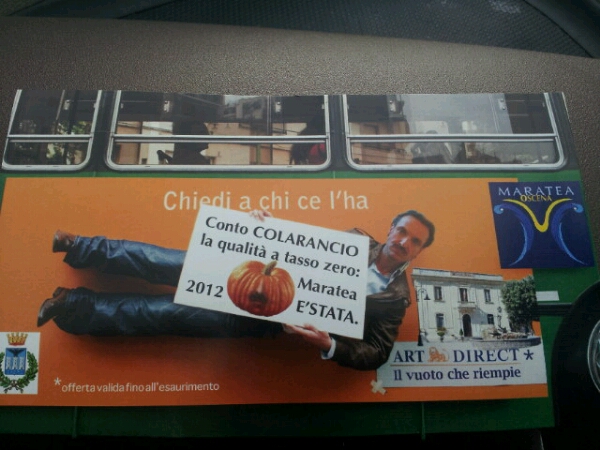 Chiedi a chi ce l'ha
MARATEA
OSCENA
Conto COLARANCIO
la qualità a tasso zero:
2012 Maratea
E'STATA.
ART DIRECT*
Il vuoto che riempie
*offerta valida fino all'esaurimento